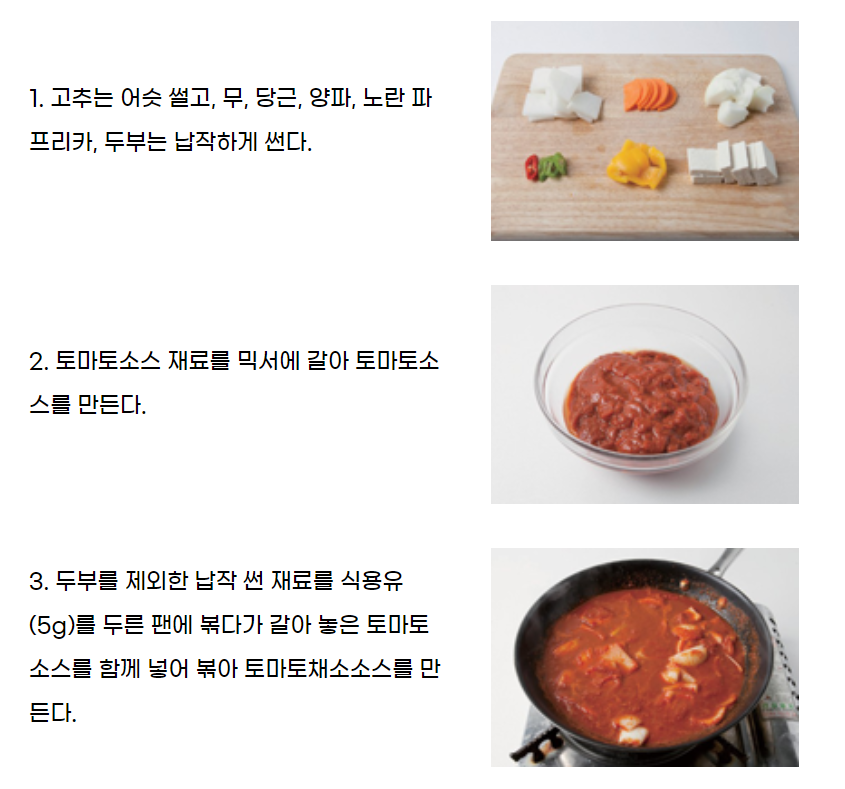 1. 고추는 어슷 썰고, 무, 당근, 양파, 노란 파
프리카, 두부는 납작하게 썬다.
2. 토마토소스 재료를 믹서에 갈아 토마토소
스를 만든다.
3. 두부를 제외한 납작 썬 재료를 식용유
(5g)를 두른 팬에 볶다가 갈아 놓은 토마토
소스를 함께 넣어 볶아 토마토채소소스를 만
든다.